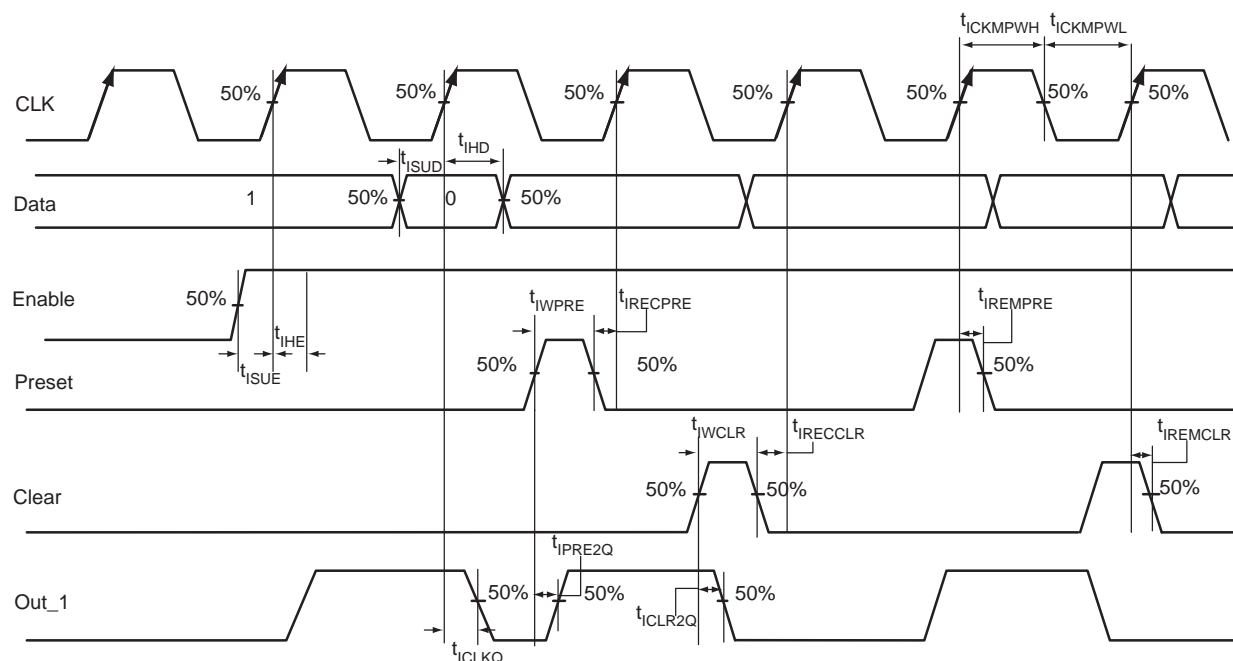 tICKMPWH tICKMPWL
CLK 50% 50% 50% 50% 50% 50% 50%
tISUD tIHD
Data 1 50% 0 50%
Enable 50% tIHE tISUE
tIWPRE tIRECPRE tIREMPRE
Preset 50% 50% 50%
tIWCLR tIRECCLR tIREMCLR
Clear 50% 50% 50%
tIPRE2Q
Out_1 50% 50% tICLR2Q 50%
tICLKQ